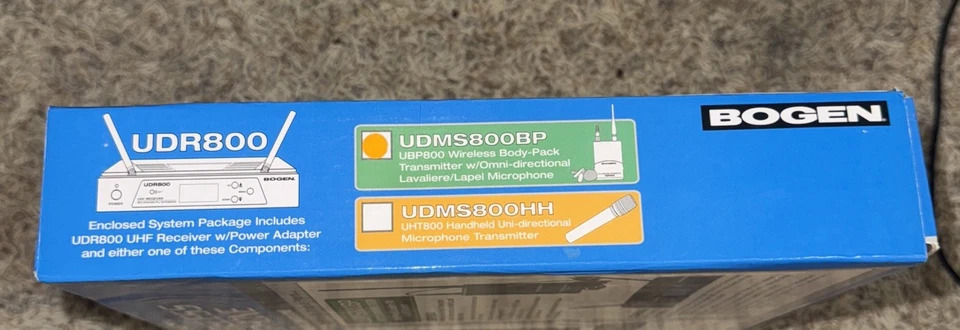 UDR800
UDR800
BOGEN
POWER
Enclosed System Package Includes
UDR800 UHF Receiver w/Power Adapter
and either one of these Components:
UDMS800BP
UBP800 Wireless Body-Pack
Transmitter w/Omni-directional
Lavaliere/Lapel Microphone
UDMS800HH
UHT800 Handheld Uni-directional
Microphone Transmitter
BOGEN